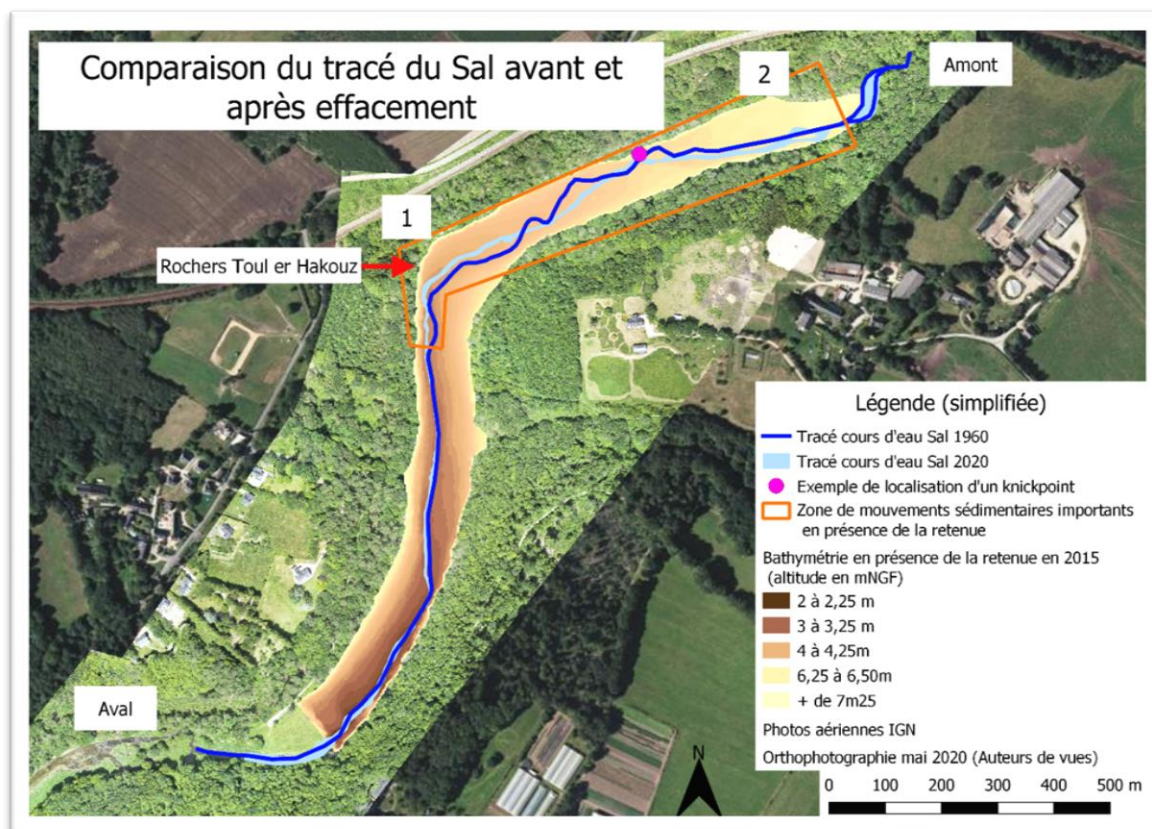 Comparaison du tracé du Sal avant et
après effacement
2
Amont
1
Rochers Toul er Hakouz
Légende (simplifiée)
Tracé cours d'eau Sal 1960
Tracé cours d'eau Sal 2020
Exemple de localisation d'un knickpoint
Zone de mouvements sédimentaires importants
en présence de la retenue
Bathymétrie en présence de la retenue en 2015
(altitude en mNGF)
2 à 2,25 m
3 à 3,25 m
4 à 4,25m
6,25 à 6,50m
+ de 7m25
Photos aériennes IGN
Orthophotographie mai 2020 (Auteurs de vues)
Aval
N
0 100 200 300 400 500 m